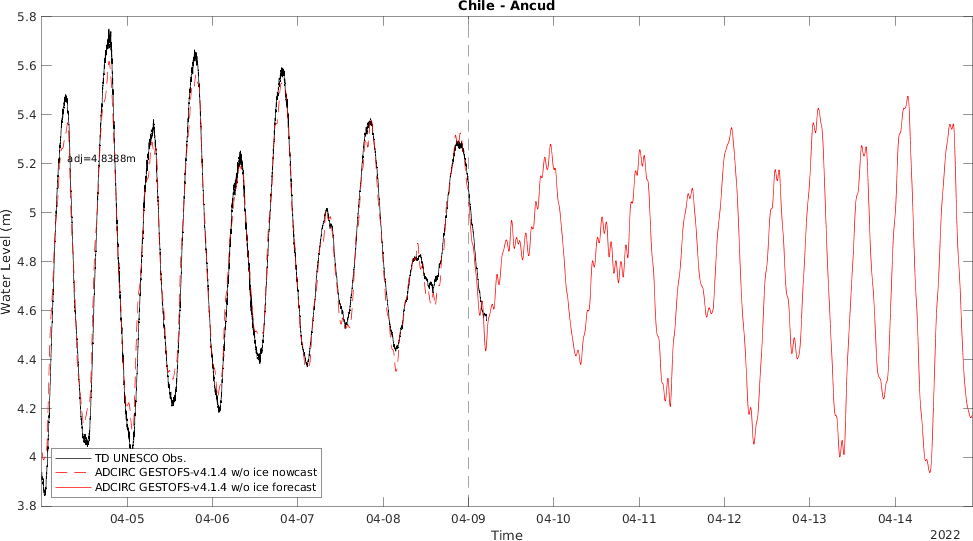 Chile - Ancud
5.8
5.6
5.4
5.2
5
4.8
4.6
4.4
4.2
4
3.8
Water Level (m)
adj=4.8388m
TD UNESCO Obs.
ADCIRC GESTOFS-v4.1.4 w/o ice nowcast
ADCIRC GESTOFS-v4.1.4 w/o ice forecast
04-05 04-06 04-07 04-08 04-09 04-10 04-11 04-12 04-13 04-14
Time
2022